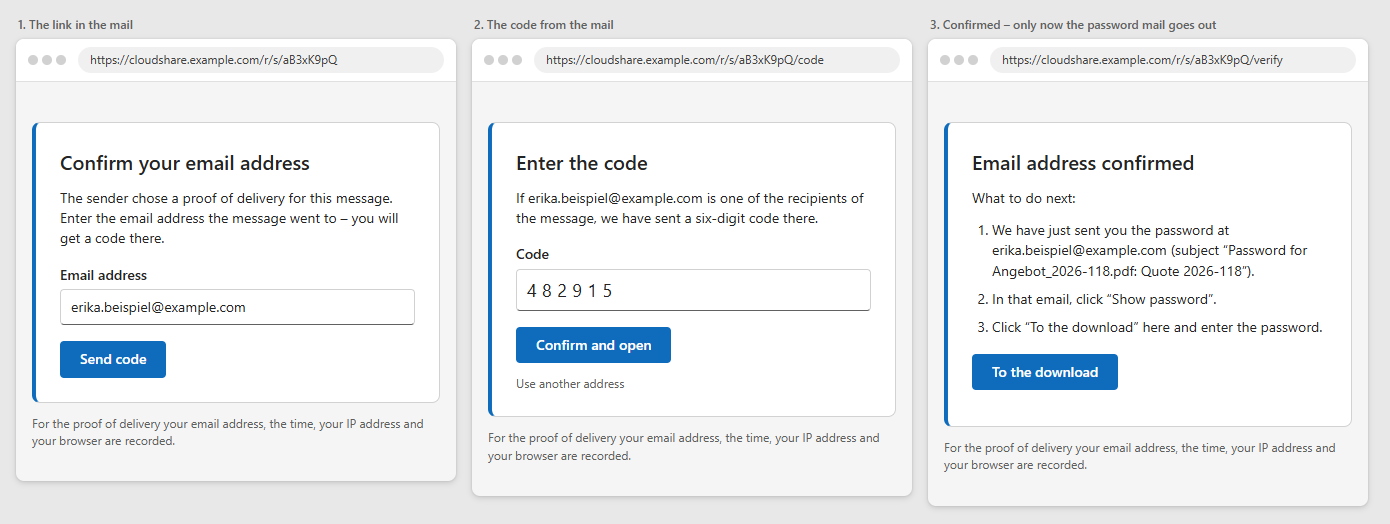 1. The link in the mail
https://cloudshare.example.com/r/s/aB3xK9pQ
Confirm your email address
The sender chose a proof of delivery for this message.
Enter the email address the message went to – you will
get a code there.
Email address
erika.beispiel@example.com
Send code
For the proof of delivery your email address, the time, your IP address and
your browser are recorded.
2. The code from the mail
https://cloudshare.example.com/r/s/aB3xK9pQ/code
Enter the code
If erika.beispiel@example.com is one of the recipients of
the message, we have sent a six-digit code there.
Code
4 8 2 9 1 5
Confirm and open
Use another address
For the proof of delivery your email address, the time, your IP address and
your browser are recorded.
3. Confirmed – only now the password mail goes out
https://cloudshare.example.com/r/s/aB3xK9pQ/verify
Email address confirmed
What to do next:
1. We have just sent you the password at
erika.beispiel@example.com (subject “Password for
Angebot_2026-118.pdf: Quote 2026-118”).
2. In that email, click “Show password”.
3. Click “To the download” here and enter the password.
To the download
For the proof of delivery your email address, the time, your IP address and
your browser are recorded.